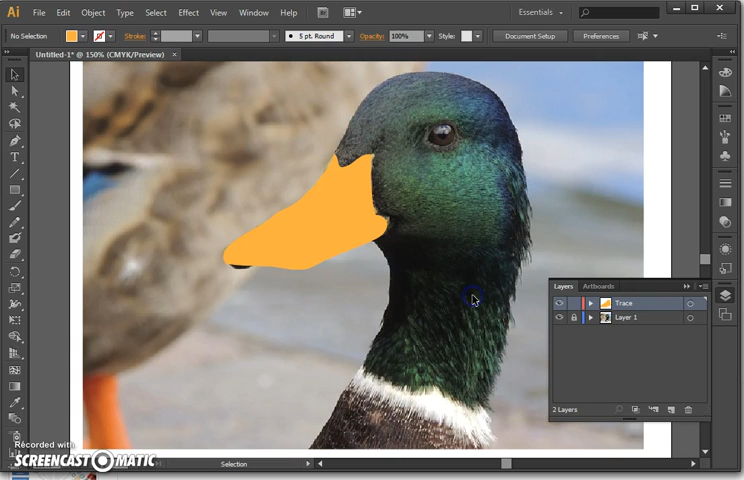 Ai File Edit Object Type Select Effect View Window Help Essentials
No Selection Stroke: 5 pt. Round Opacity: 100% Style: Document Setup Preferences
Untitled-1* @ 150% (CMYK/Preview)
Layers Artboards
Trace
Layer 1
2 Layers
Recorded with
SCREENCAST-O-MATIC
Selection